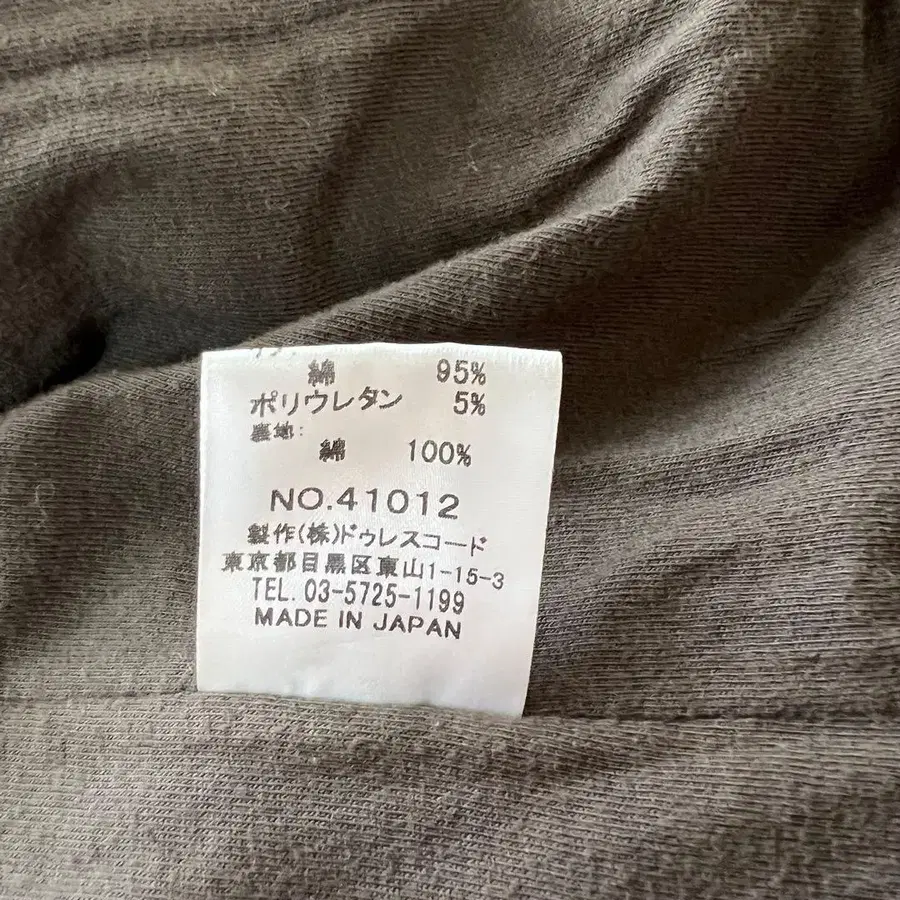 綿 95%
ポリウレタン 5%
裏地:
綿 100%
NO.41012
製作(株)ドゥレスコード
東京都目黒区東山1-15-3
TEL. 03-5725-1199
MADE IN JAPAN